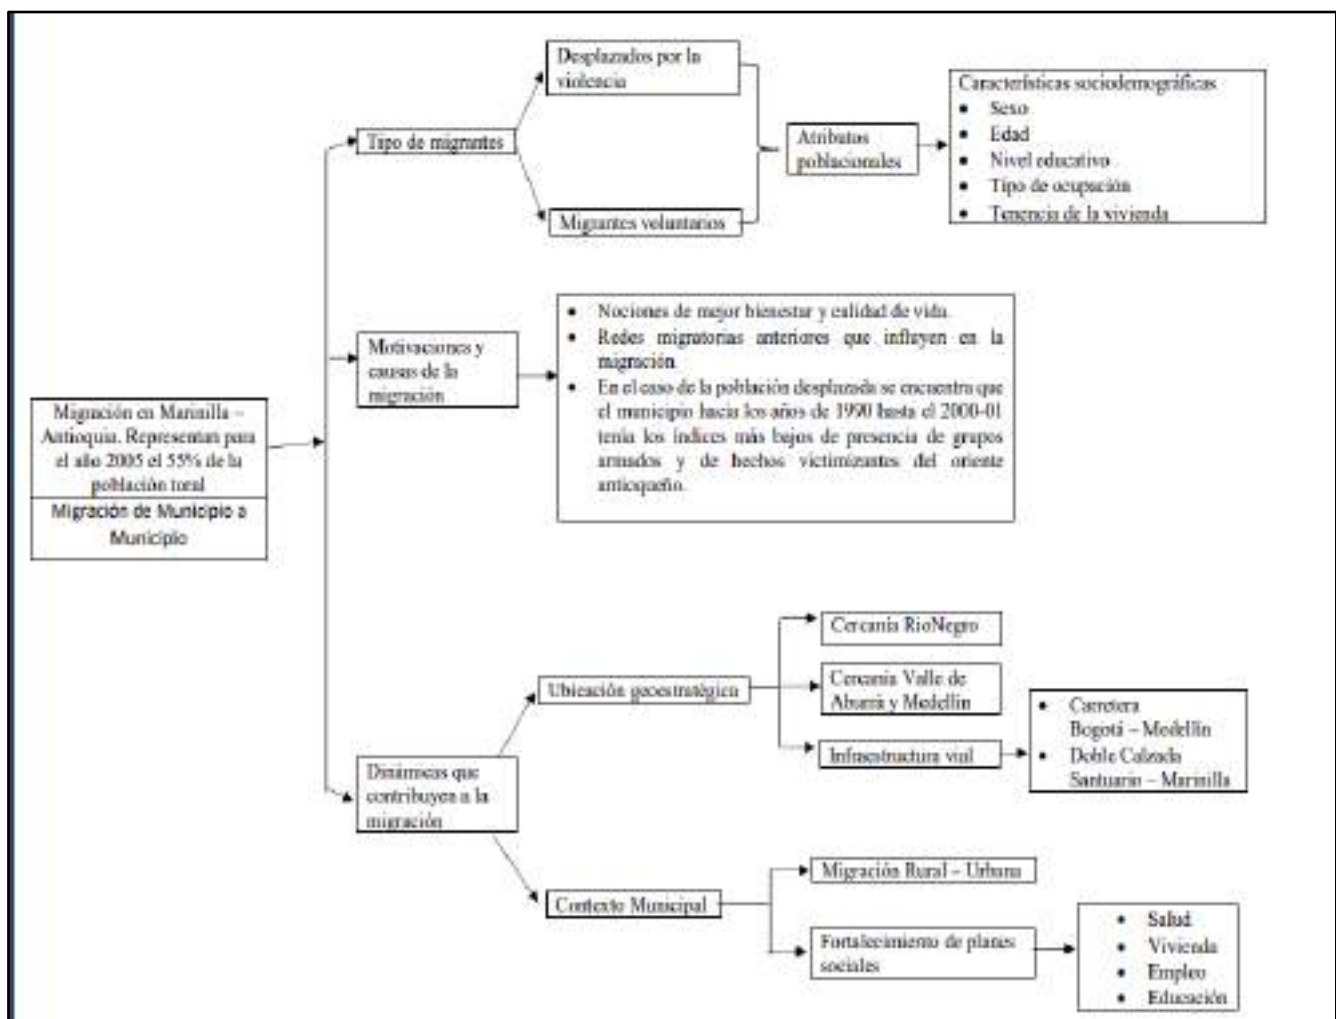 Desplazados por la
violencia
Tipo de migrantes
Migrantes voluntarios
Atributos
poblacionales
Características sociodemográficas
• Sexo
• Edad
• Nivel educativo
• Tipo de ocupación
• Tenencia de la vivienda
Motivaciones y
causas de la
migración
• Nociones de mejor bienestar y calidad de vida.
• Redes migratorias anteriores que influyen en la
migración
• En el caso de la población desplazada se encuentra que
el municipio hacia los años de 1990 hasta el 2000-01
tenía los índices más bajos de presencia de grupos
armados y de hechos victimizantes del oriente
antioqueño.
Migración en Marinilla –
Antioquia. Representan para
el año 2005 el 55% de la
población total
Migración de Municipio a
Municipio
Dinámicas que
contribuyen a la
migración
Ubicación geoestratégica
Cercanía RioNegro
Cercanía Valle de
Aburrá y Medellín
Infraestructura vial
• Carretera
Bogotá – Medellín
• Doble Calzada
Santuario – Marinilla
Contexto Municipal
Migración Rural – Urbana
Fortalecimiento de planes
sociales
• Salud
• Vivienda
• Empleo
• Educación